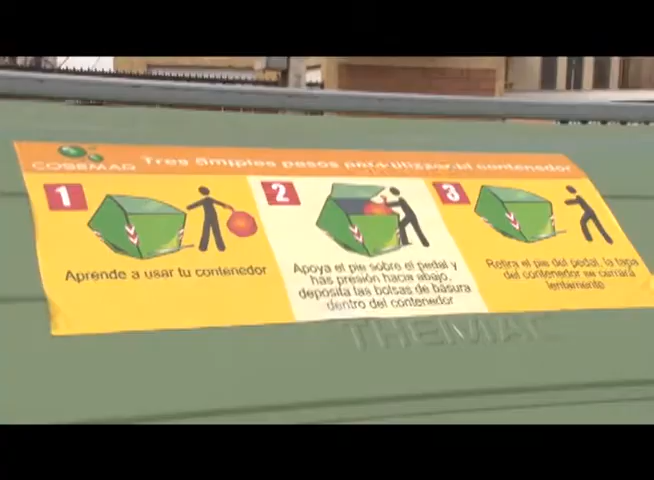 COSEMAR
Tres Simples pasos para utilizar el contenedor
1
Aprende a usar tu contenedor
2
Apoya el pie sobre el pedal y
has presión hacia abajo,
deposita las bolsas de basura
dentro del contenedor
3
Retira el pie del pedal, la tapa
del contenedor se cerrará
lentamente
THEMAC